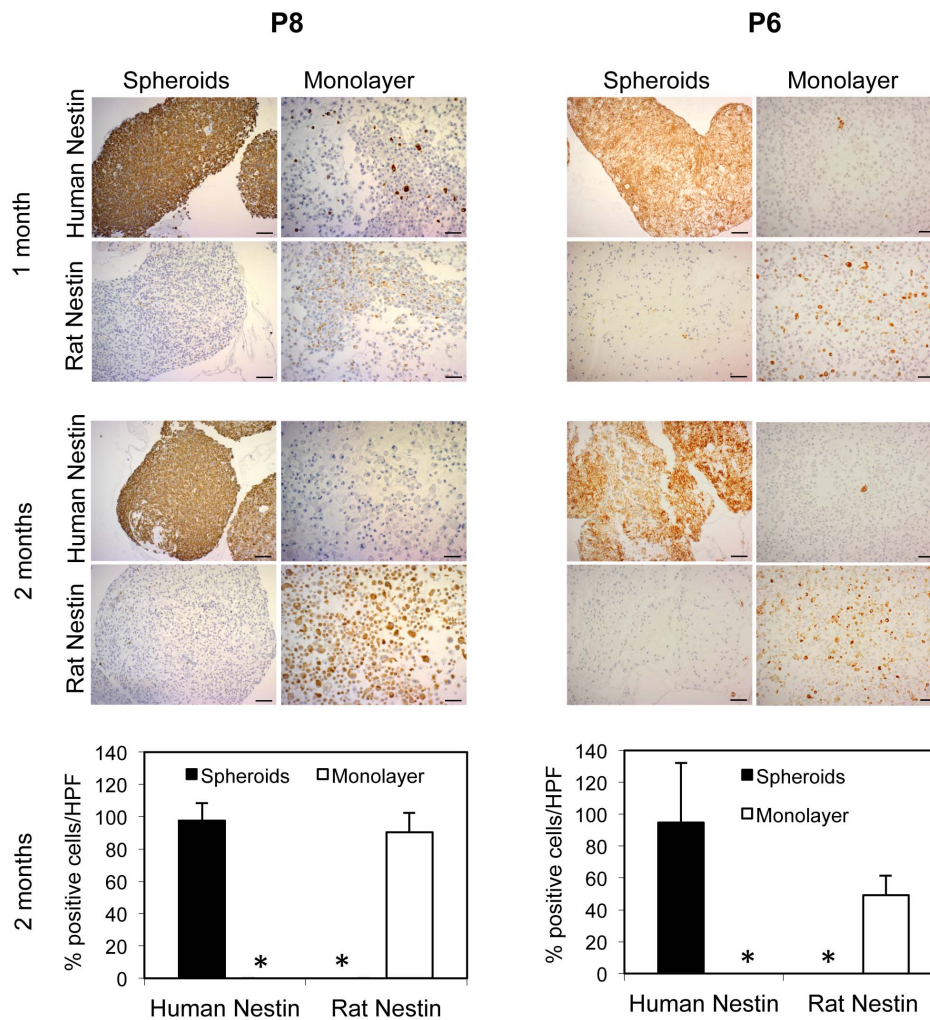 P8 P6
Spheroids Monolayer Spheroids Monolayer
1 month
Human Nestin
Rat Nestin
2 months
Human Nestin
Rat Nestin
2 months
% positive cells/HPF
140
120
100
80
60
40
20
0
Spheroids Monolayer
* *
Human Nestin Rat Nestin
% positive cells/HPF
140
120
100
80
60
40
20
0
Spheroids
Monolayer
* *
Human Nestin Rat Nestin